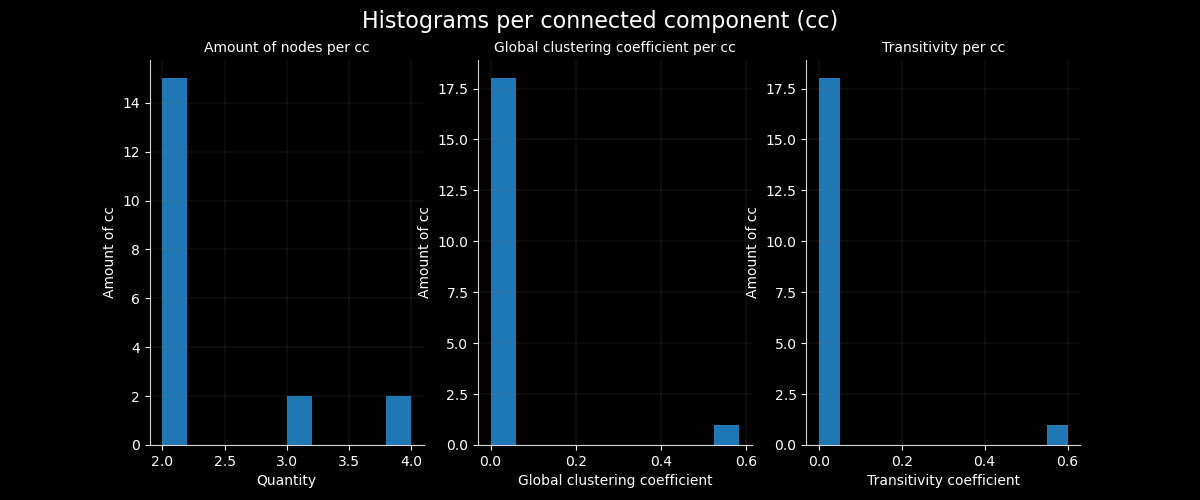 Histograms per connected component (cc)
Amount of nodes per cc
Amount of cc
14
12
10
8
6
4
2
0
2.0 2.5 3.0 3.5 4.0
Quantity
Global clustering coefficient per cc
Amount of cc
17.5
15.0
12.5
10.0
7.5
5.0
2.5
0.0
0.0 0.2 0.4 0.6
Global clustering coefficient
Transitivity per cc
Amount of cc
17.5
15.0
12.5
10.0
7.5
5.0
2.5
0.0
0.0 0.2 0.4 0.6
Transitivity coefficient